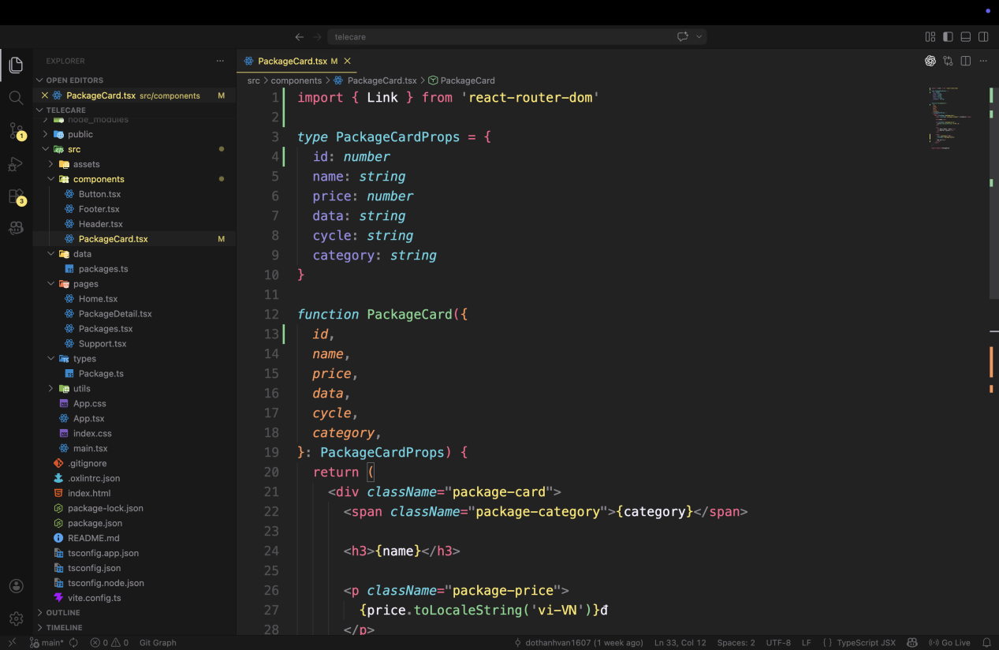 telecare
EXPLORER
OPEN EDITORS
PackageCard.tsx src/components M
TELECARE
node_modules
public
src
assets
components
Button.tsx
Footer.tsx
Header.tsx
PackageCard.tsx M
data
packages.ts
pages
Home.tsx
PackageDetail.tsx
Packages.tsx
Support.tsx
types
Package.ts
utils
App.css
App.tsx
index.css
main.tsx
.gitignore
.oxlintrc.json
index.html
package-lock.json
package.json
README.md
tsconfig.app.json
tsconfig.json
tsconfig.node.json
vite.config.ts
OUTLINE
TIMELINE
1
3
PackageCard.tsx M
src > components > PackageCard.tsx > PackageCard
1 import { Link } from 'react-router-dom'
2
3 type PackageCardProps = {
4 id: number
5 name: string
6 price: number
7 data: string
8 cycle: string
9 category: string
10 }
11
12 function PackageCard({
13 id,
14 name,
15 price,
16 data,
17 cycle,
18 category,
19 }: PackageCardProps) {
20 return (
21 <div className="package-card">
22 <span className="package-category">{category}</span>
23
24 <h3>{name}</h3>
25
26 <p className="package-price">
27 {price.toLocaleString('vi-VN')}đ
28 </p>
main* 0 0 Git Graph dothanhvan1607 (1 week ago) Ln 33, Col 12 Spaces: 2 UTF-8 LF { } TypeScript JSX Go Live